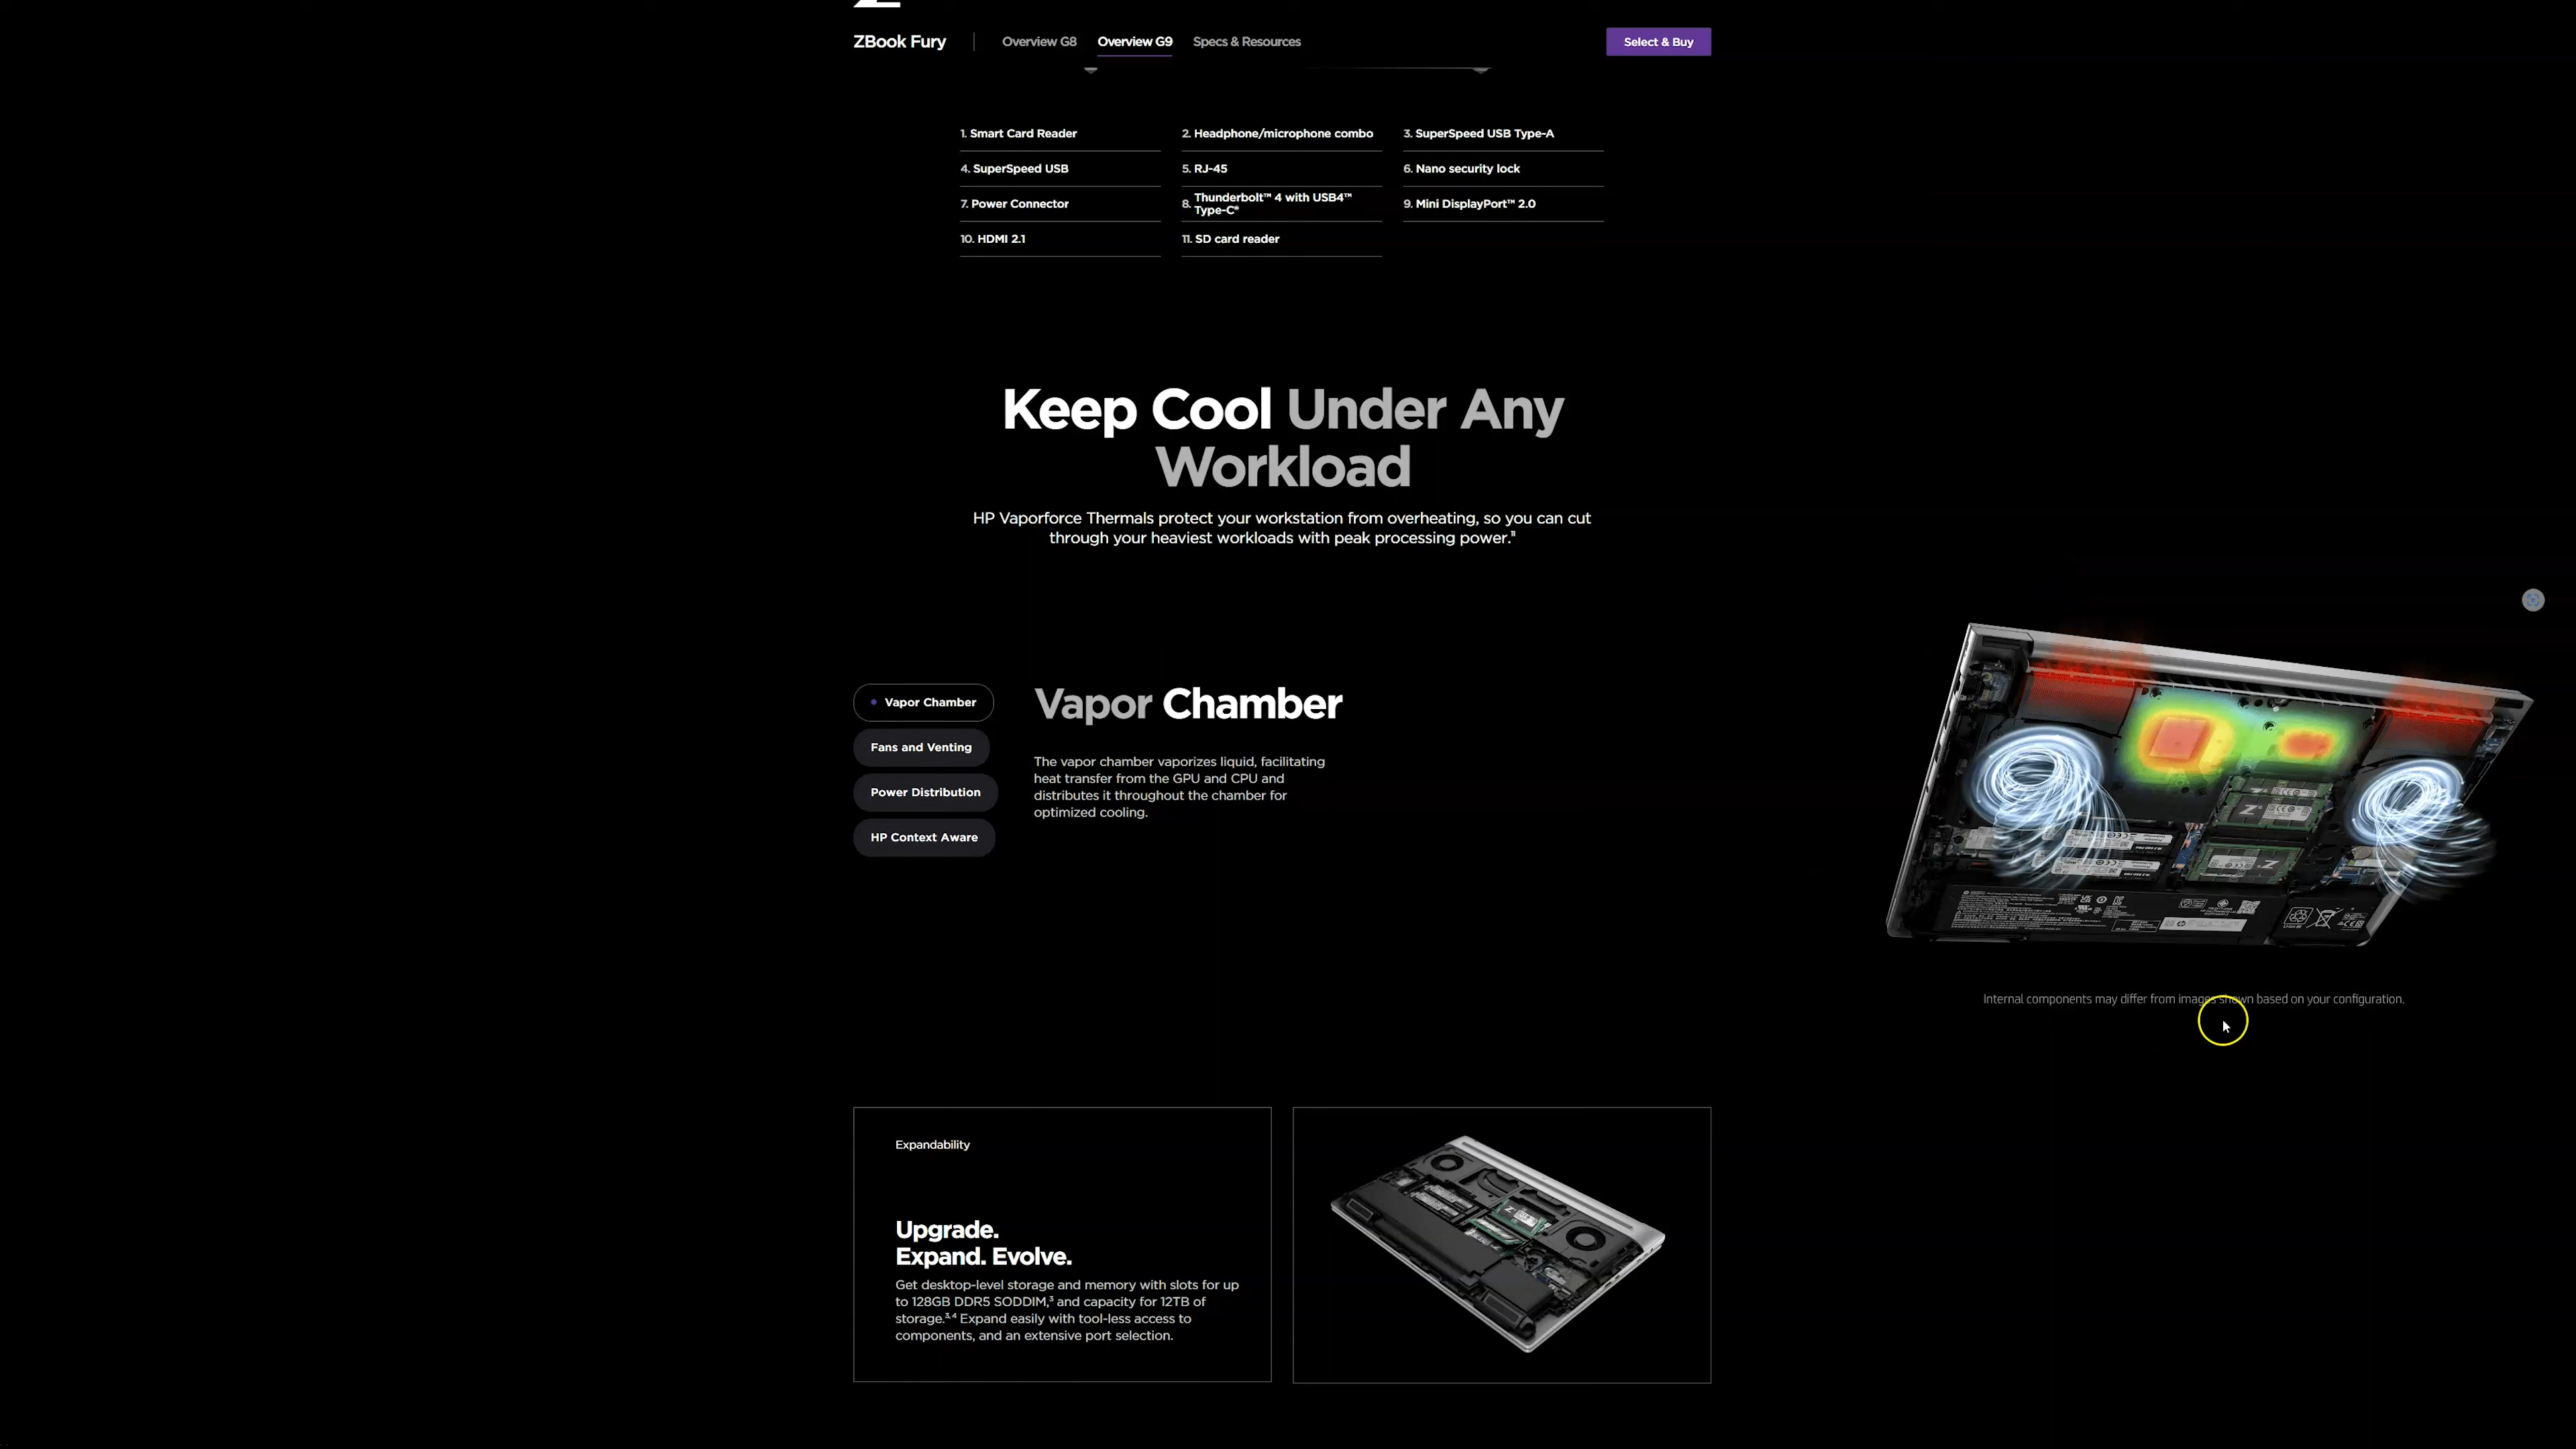 ZBook Fury
Overview G8
Overview G9
Specs & Resources
Select & Buy
1. Smart Card Reader
2. Headphone/microphone combo
3. SuperSpeed USB Type-A
4. SuperSpeed USB
5. RJ-45
6. Nano security lock
7. Power Connector
8. Thunderbolt™ 4 with USB4™
Type-C®
9. Mini DisplayPort™ 2.0
10. HDMI 2.1
11. SD card reader
Keep Cool Under Any
Workload
HP Vaporforce Thermals protect your workstation from overheating, so you can cut
through your heaviest workloads with peak processing power.¹¹
Vapor Chamber
Fans and Venting
Power Distribution
HP Context Aware
Vapor Chamber
The vapor chamber vaporizes liquid, facilitating
heat transfer from the GPU and CPU and
distributes it throughout the chamber for
optimized cooling.
Internal components may differ from images shown based on your configuration.
Expandability
Upgrade.
Expand. Evolve.
Get desktop-level storage and memory with slots for up
to 128GB DDR5 SODDIM,³ and capacity for 12TB of
storage.³,⁴ Expand easily with tool-less access to
components, and an extensive port selection.